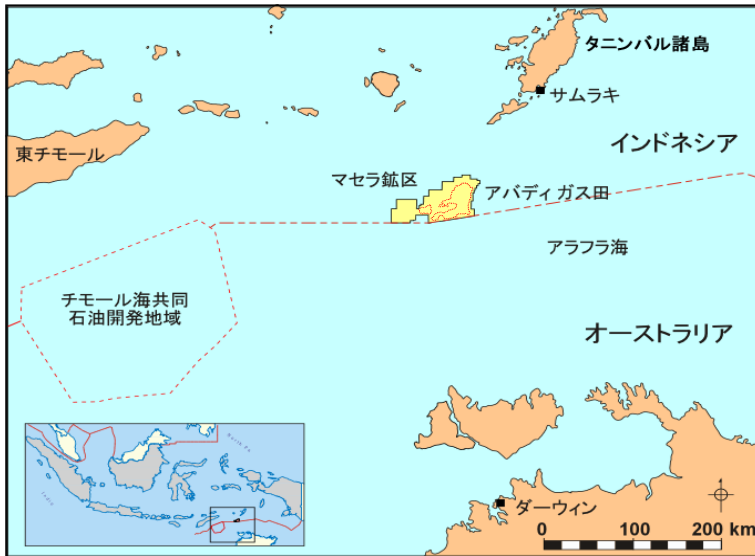 タニンバル諸島
サムラキ
インドネシア
東チモール
マセラ鉱区
アバディガス田
アラフラ海
チモール海共同
石油開発地域
オーストラリア
ダーウィン
0 100 200 km